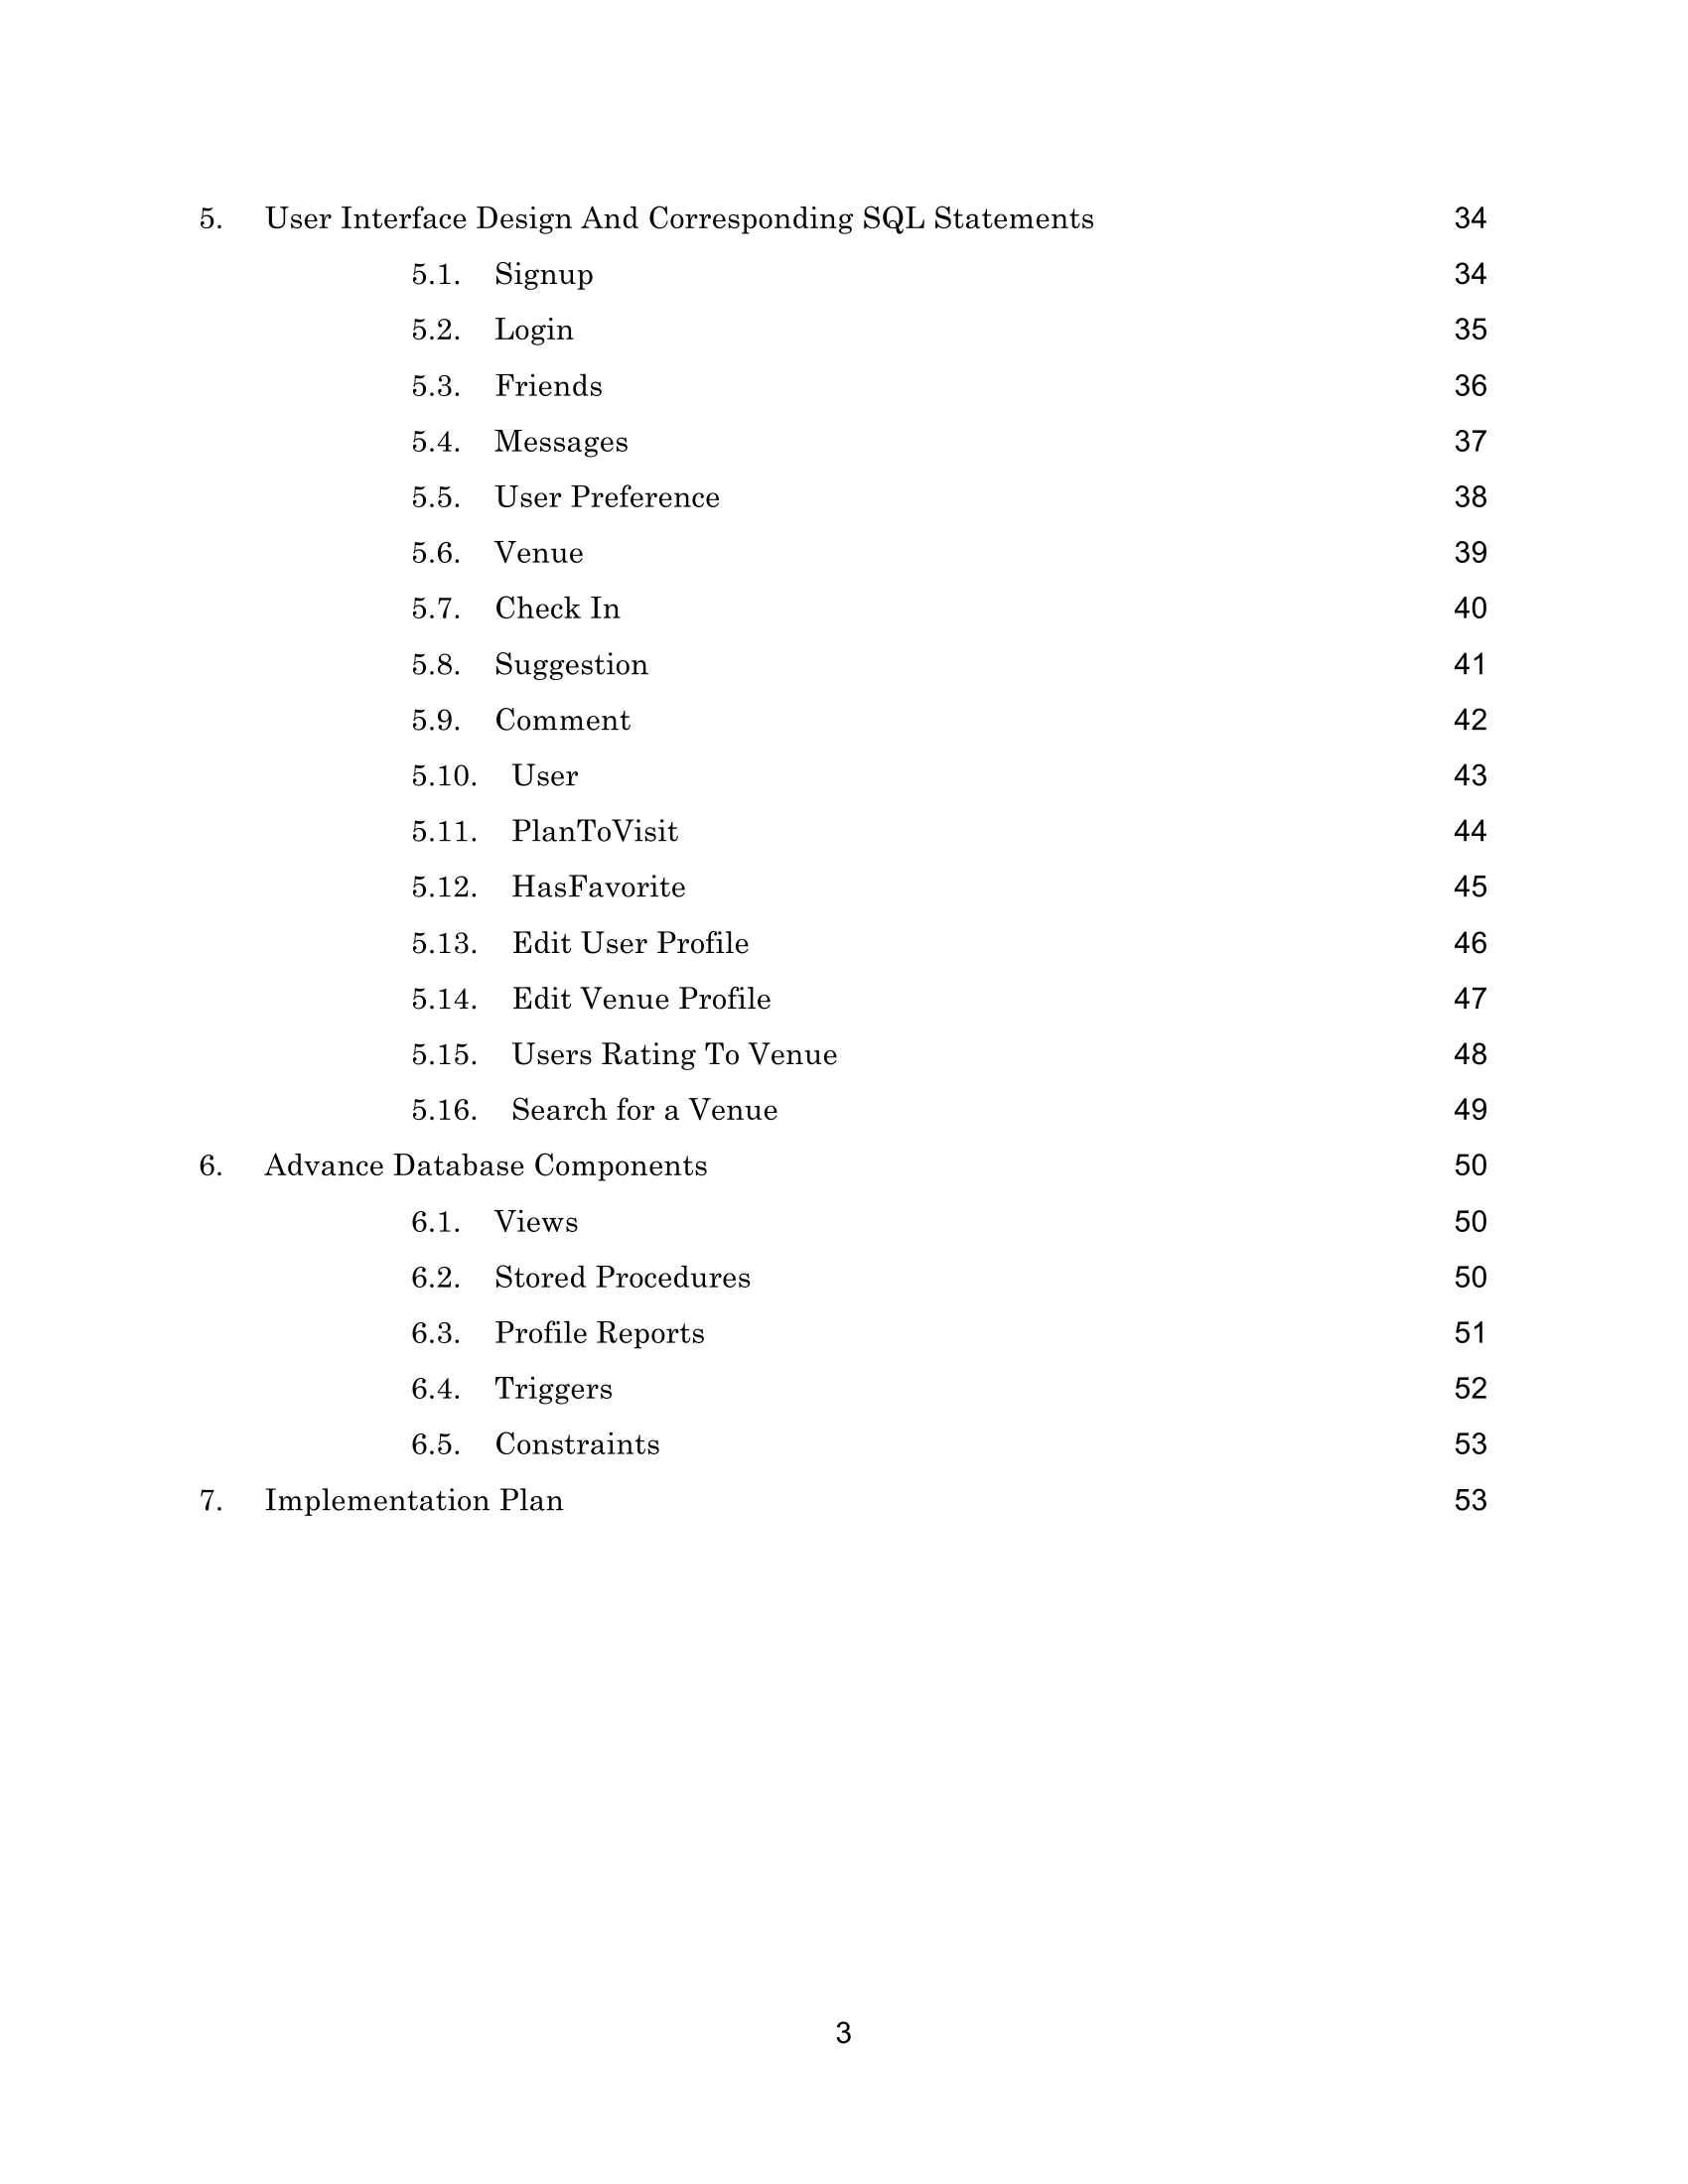 5. User Interface Design And Corresponding SQL Statements 34
5.1. Signup 34
5.2. Login 35
5.3. Friends 36
5.4. Messages 37
5.5. User Preference 38
5.6. Venue 39
5.7. Check In 40
5.8. Suggestion 41
5.9. Comment 42
5.10. User 43
5.11. PlanToVisit 44
5.12. HasFavorite 45
5.13. Edit User Profile 46
5.14. Edit Venue Profile 47
5.15. Users Rating To Venue 48
5.16. Search for a Venue 49
6. Advance Database Components 50
6.1. Views 50
6.2. Stored Procedures 50
6.3. Profile Reports 51
6.4. Triggers 52
6.5. Constraints 53
7. Implementation Plan 53
3